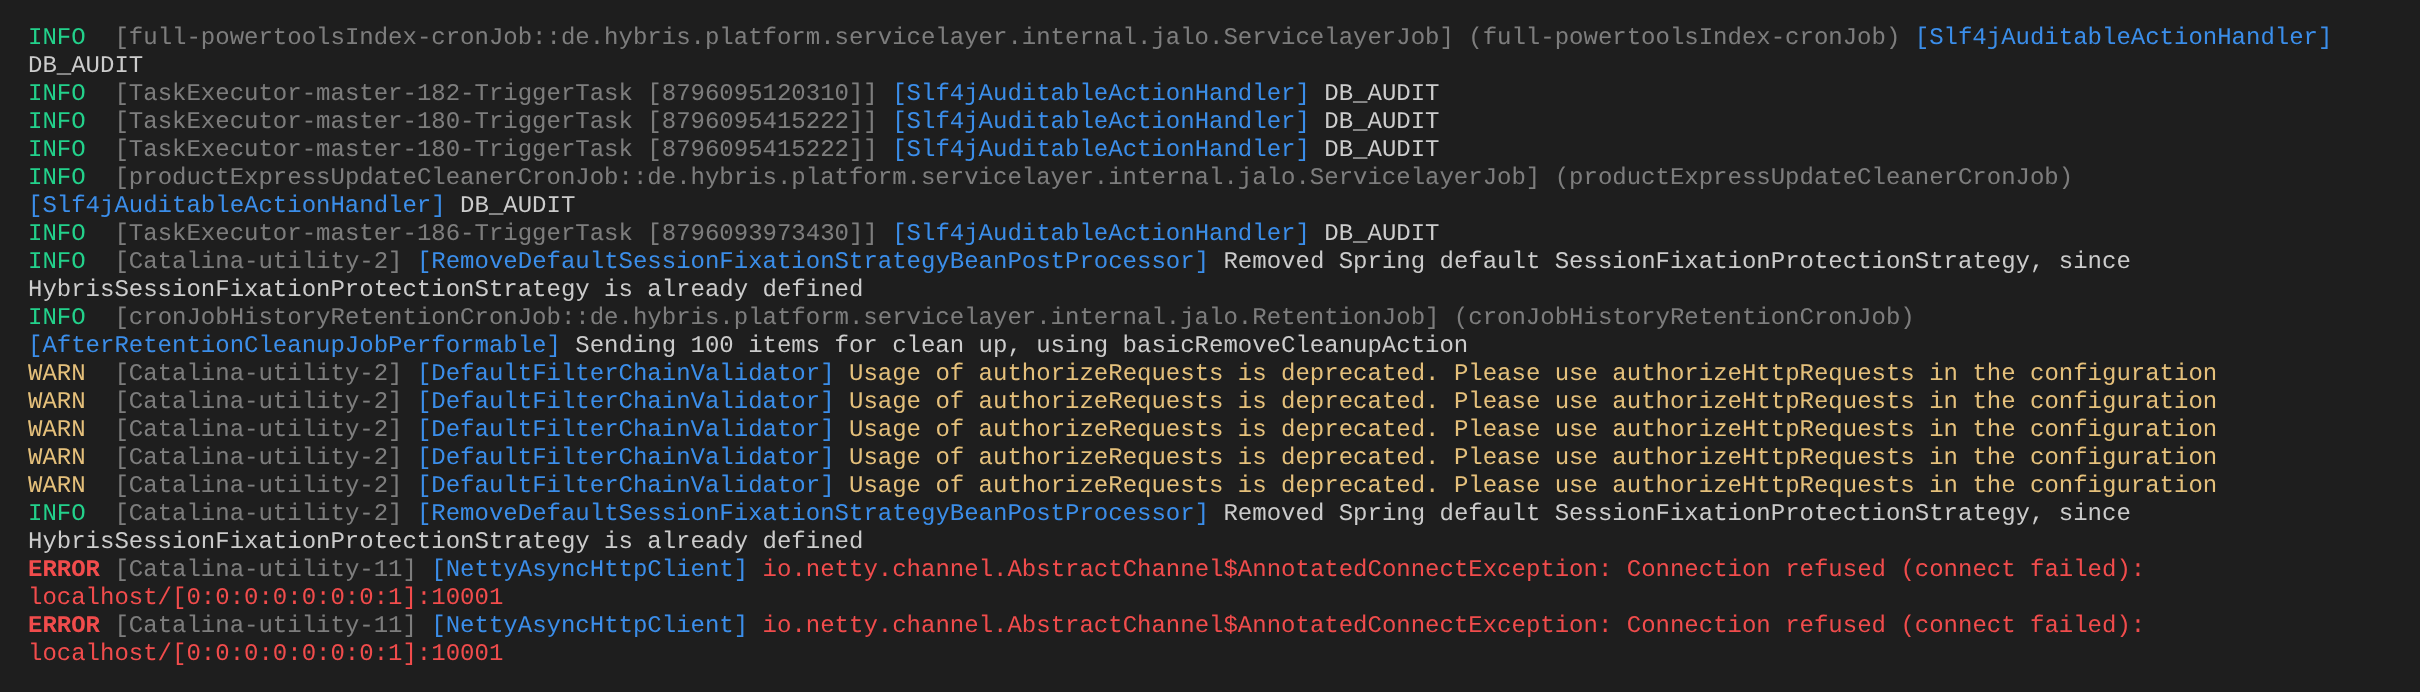 INFO  [full-powertoolsIndex-cronJob::de.hybris.platform.servicelayer.internal.jalo.ServicelayerJob] (full-powertoolsIndex-cronJob) [Slf4jAuditableActionHandler]
DB_AUDIT
INFO  [TaskExecutor-master-182-TriggerTask [8796095120310]] [Slf4jAuditableActionHandler] DB_AUDIT
INFO  [TaskExecutor-master-180-TriggerTask [8796095415222]] [Slf4jAuditableActionHandler] DB_AUDIT
INFO  [TaskExecutor-master-180-TriggerTask [8796095415222]] [Slf4jAuditableActionHandler] DB_AUDIT
INFO  [productExpressUpdateCleanerCronJob::de.hybris.platform.servicelayer.internal.jalo.ServicelayerJob] (productExpressUpdateCleanerCronJob)
[Slf4jAuditableActionHandler] DB_AUDIT
INFO  [TaskExecutor-master-186-TriggerTask [8796093973430]] [Slf4jAuditableActionHandler] DB_AUDIT
INFO  [Catalina-utility-2] [RemoveDefaultSessionFixationStrategyBeanPostProcessor] Removed Spring default SessionFixationProtectionStrategy, since
HybrisSessionFixationProtectionStrategy is already defined
INFO  [cronJobHistoryRetentionCronJob::de.hybris.platform.servicelayer.internal.jalo.RetentionJob] (cronJobHistoryRetentionCronJob)
[AfterRetentionCleanupJobPerformable] Sending 100 items for clean up, using basicRemoveCleanupAction
WARN  [Catalina-utility-2] [DefaultFilterChainValidator] Usage of authorizeRequests is deprecated. Please use authorizeHttpRequests in the configuration
WARN  [Catalina-utility-2] [DefaultFilterChainValidator] Usage of authorizeRequests is deprecated. Please use authorizeHttpRequests in the configuration
WARN  [Catalina-utility-2] [DefaultFilterChainValidator] Usage of authorizeRequests is deprecated. Please use authorizeHttpRequests in the configuration
WARN  [Catalina-utility-2] [DefaultFilterChainValidator] Usage of authorizeRequests is deprecated. Please use authorizeHttpRequests in the configuration
WARN  [Catalina-utility-2] [DefaultFilterChainValidator] Usage of authorizeRequests is deprecated. Please use authorizeHttpRequests in the configuration
INFO  [Catalina-utility-2] [RemoveDefaultSessionFixationStrategyBeanPostProcessor] Removed Spring default SessionFixationProtectionStrategy, since
HybrisSessionFixationProtectionStrategy is already defined
ERROR [Catalina-utility-11] [NettyAsyncHttpClient] io.netty.channel.AbstractChannel$AnnotatedConnectException: Connection refused (connect failed):
localhost/[0:0:0:0:0:0:0:1]:10001
ERROR [Catalina-utility-11] [NettyAsyncHttpClient] io.netty.channel.AbstractChannel$AnnotatedConnectException: Connection refused (connect failed):
localhost/[0:0:0:0:0:0:0:1]:10001